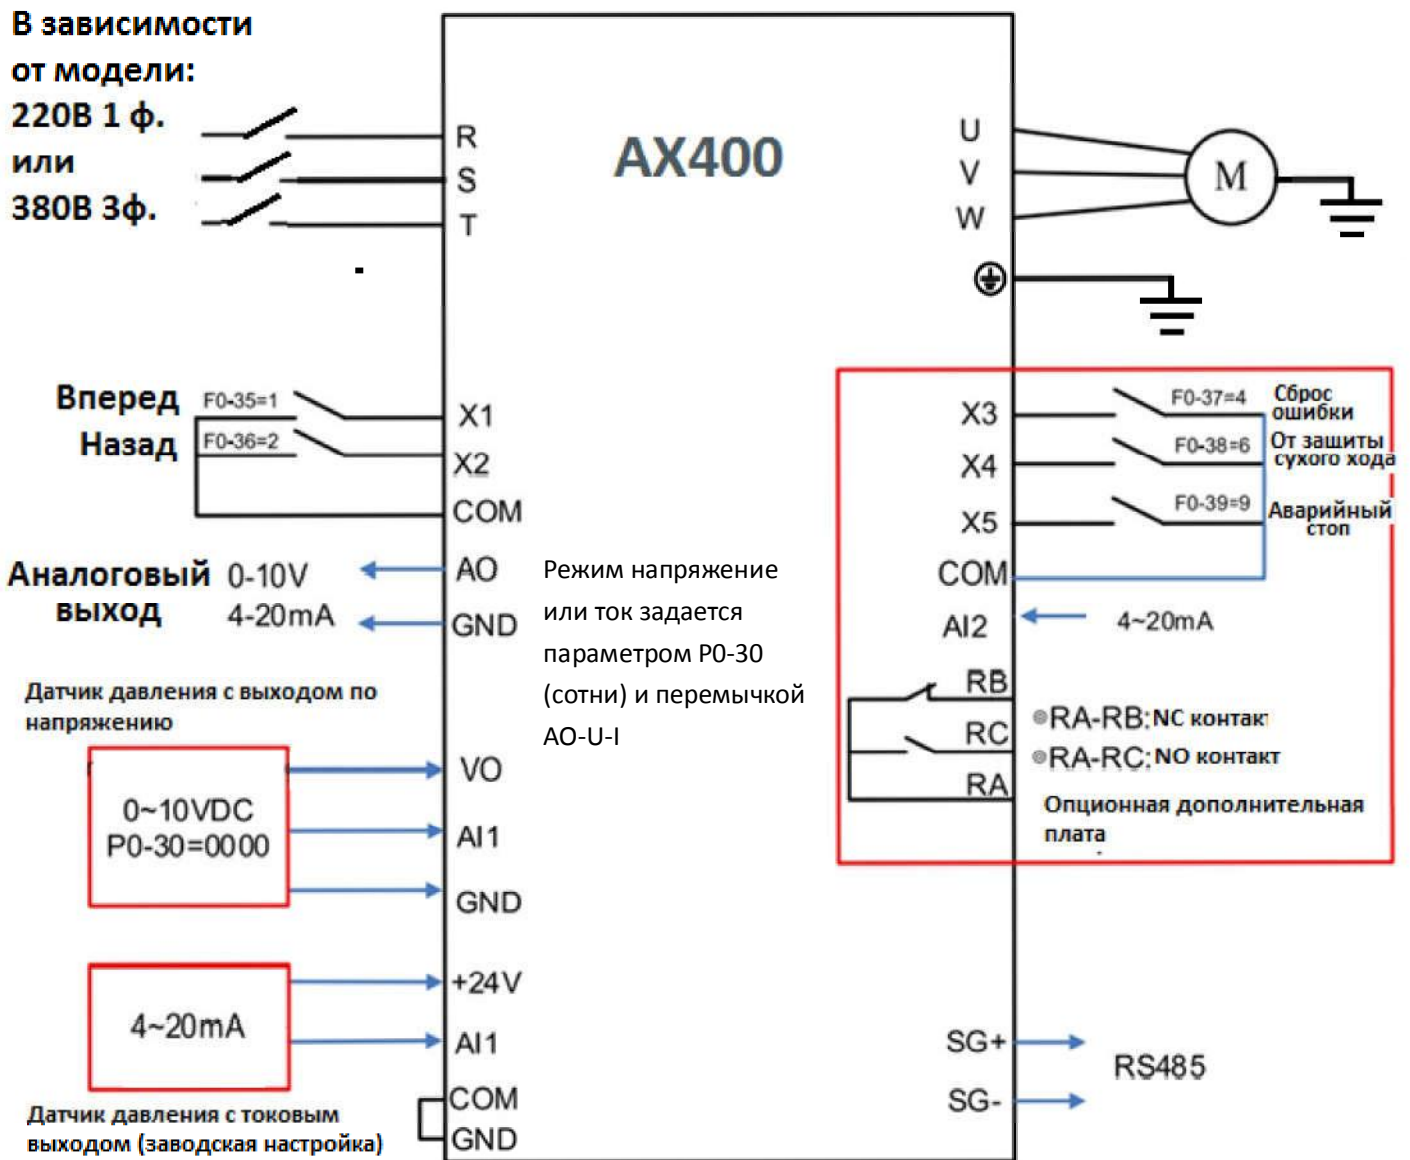 В зависимости
от модели:
220В 1 ф.
или
380В 3ф.
R
S
T
AX400
U
V
W
M
Вперед
F0-35=1
X1
Назад
F0-36=2
X2
COM
Аналоговый
выход
0-10V
4-20mA
AO
GND
Режим напряжение
или ток задается
параметром P0-30
(сотни) и перемычкой
AO-U-I
X3
F0-37=4
Сброс
ошибки
X4
F0-38=6
От защиты
сухого хода
X5
F0-39=9
Аварийный
стоп
COM
AI2
4~20mA
RB
RC
RA
RA-RB: NC контакт
RA-RC: NO контакт
Опционная дополнительная
плата
Датчик давления с выходом по
напряжению
0~10VDC
P0-30=0000
VO
AI1
GND
4~20mA
+24V
AI1
COM
GND
Датчик давления с токовым
выходом (заводская настройка)
SG+
SG-
RS485